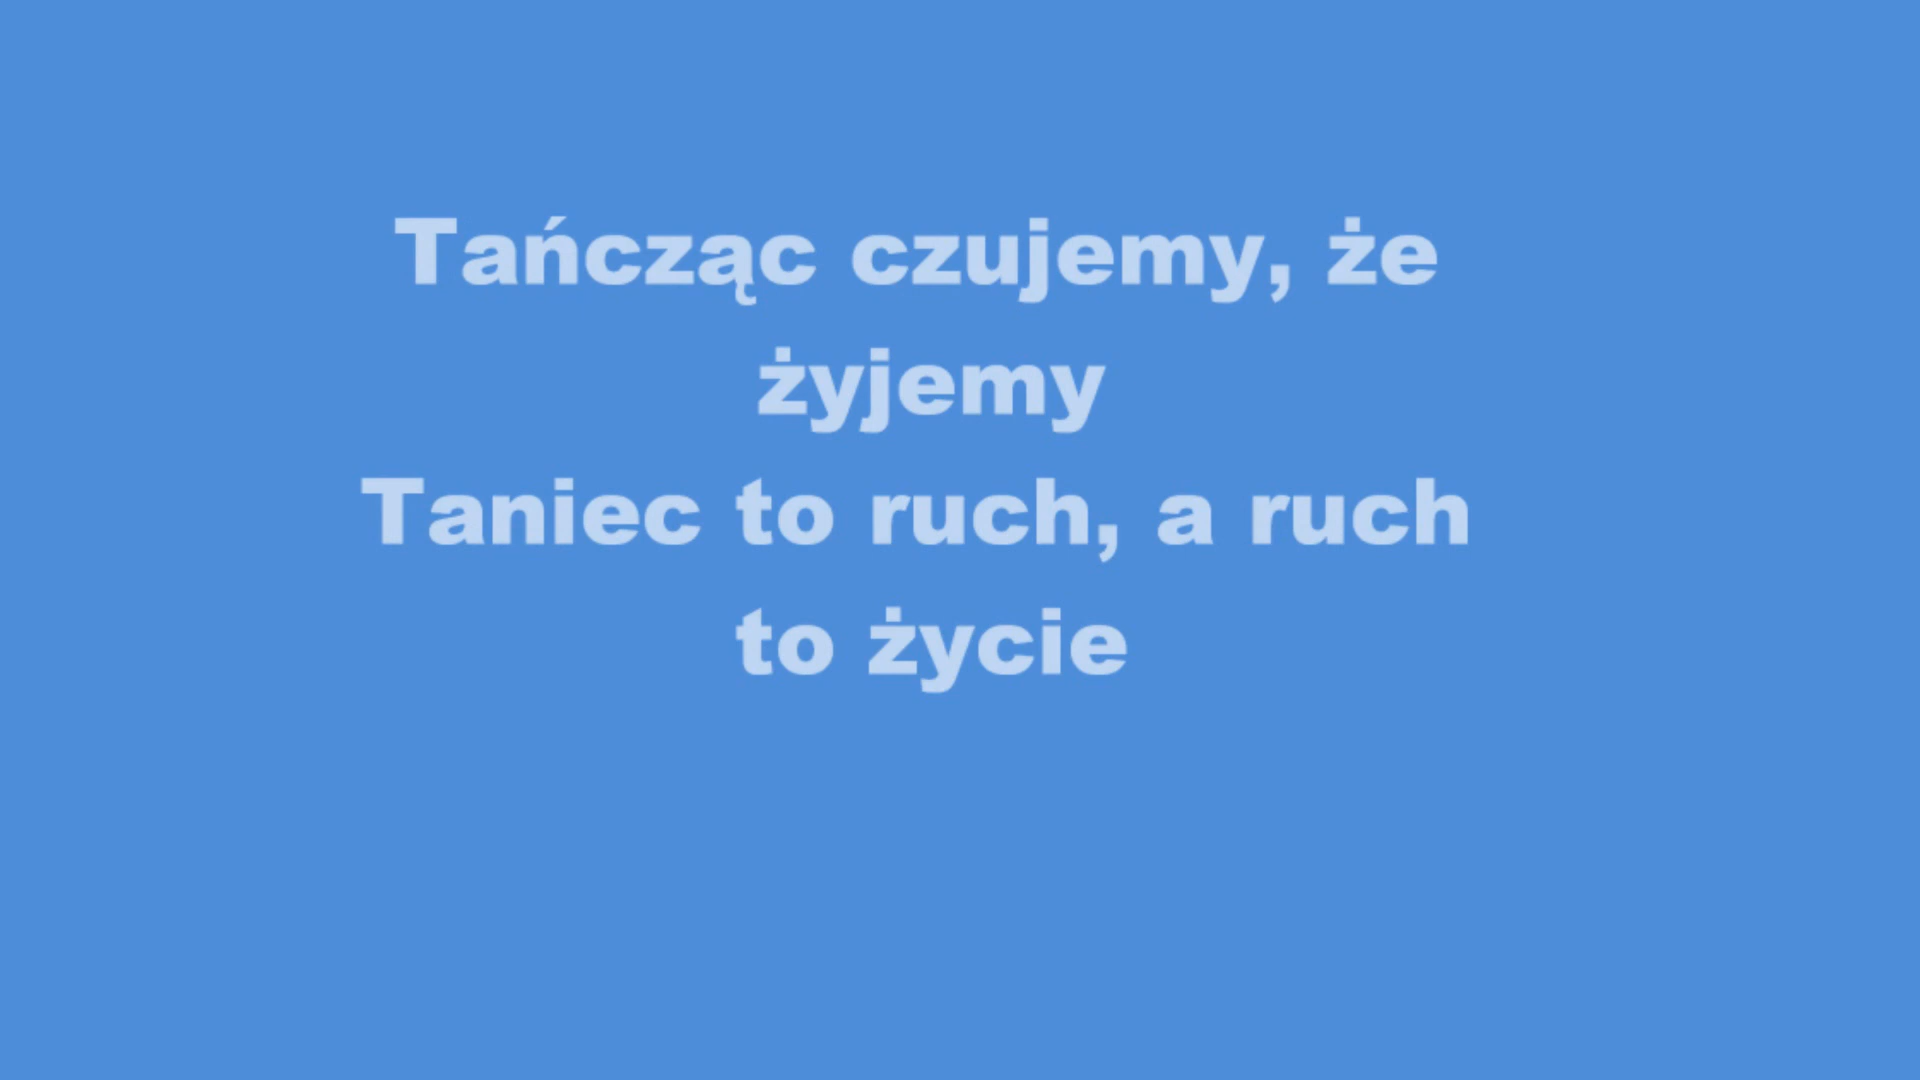 Tańcząc czujemy, że
żyjemy
Taniec to ruch, a ruch
to życie